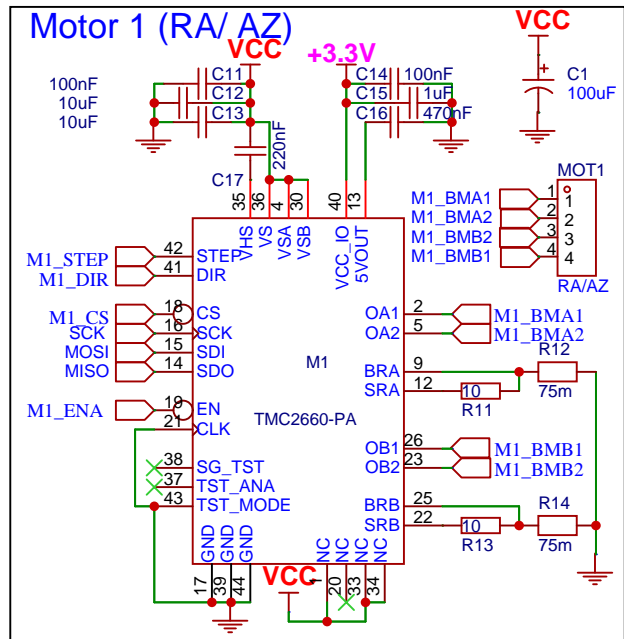 Motor 1 (RA/ AZ)
VCC
+3.3V
VCC
100nF
10uF
10uF
C11
C12
C13
C14
C15
C16
100nF
1uF
470nF
C1
100uF
220nF
C17
35
36
4
30
40
13
VHS
VS
VSA
VSB
VCC_IO
5VOUT
MOT1
M1_BMA1 1 1
M1_BMA2 2 2
M1_BMB2 3 3
M1_BMB1 4 4
RA/AZ
M1_STEP 42 STEP
M1_DIR 41 DIR
M1_CS 18 CS
SCK 16 SCK
MOSI 15 SDI
MISO 14 SDO
M1_ENA 19 EN
21 CLK
38 SG_TST
37 TST_ANA
43 TST_MODE
M1
TMC2660-PA
OA1 2 M1_BMA1
OA2 5 M1_BMA2
BRA 9
SRA 12
10
R11
R12
75m
OB1 26 M1_BMB1
OB2 23 M1_BMB2
BRB 25
SRB 22
10
R13
R14
75m
GND
GND
GND
NC
NC
NC
NC
17
39
44
1
20
33
34
VCC